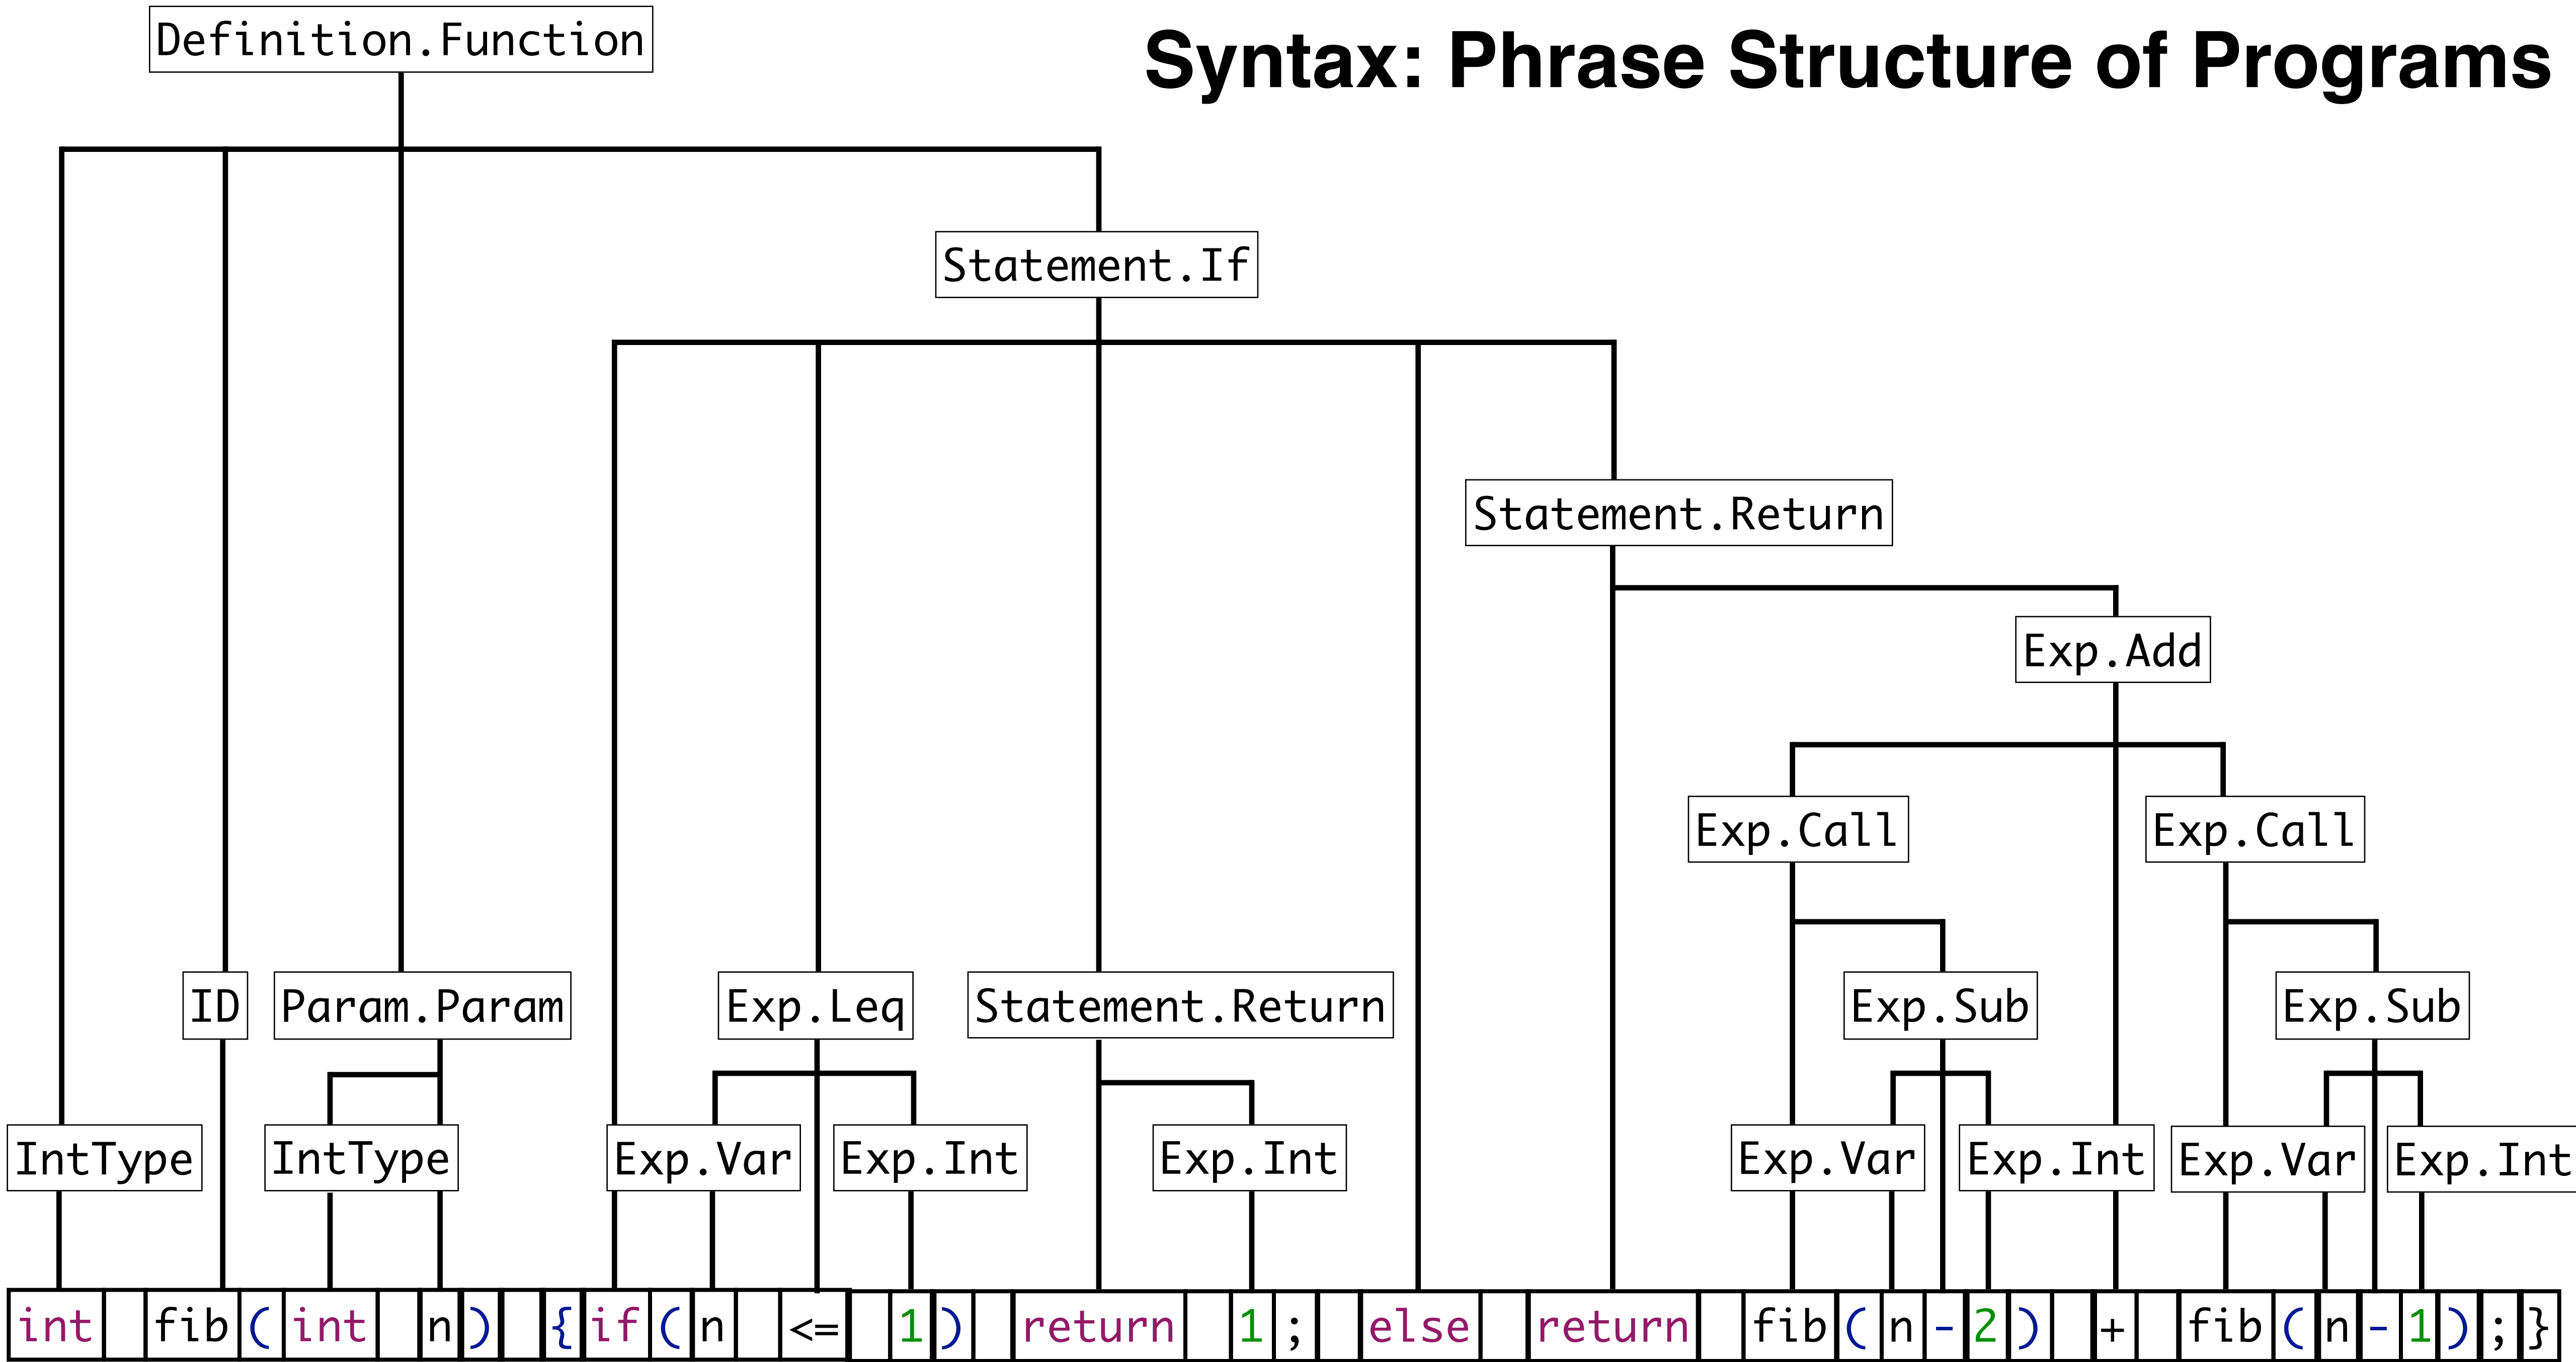 Definition.Function
Syntax: Phrase Structure of Programs
Statement.If
Statement.Return
Exp.Add
Exp.Call Exp.Call
ID Param.Param Exp.Leq Statement.Return Exp.Sub Exp.Sub
IntType IntType Exp.Var Exp.Int Exp.Int Exp.Var Exp.Int Exp.Var Exp.Int
int fib(int n) {if(n <= 1) return 1; else return fib(n-2) + fib(n-1);}